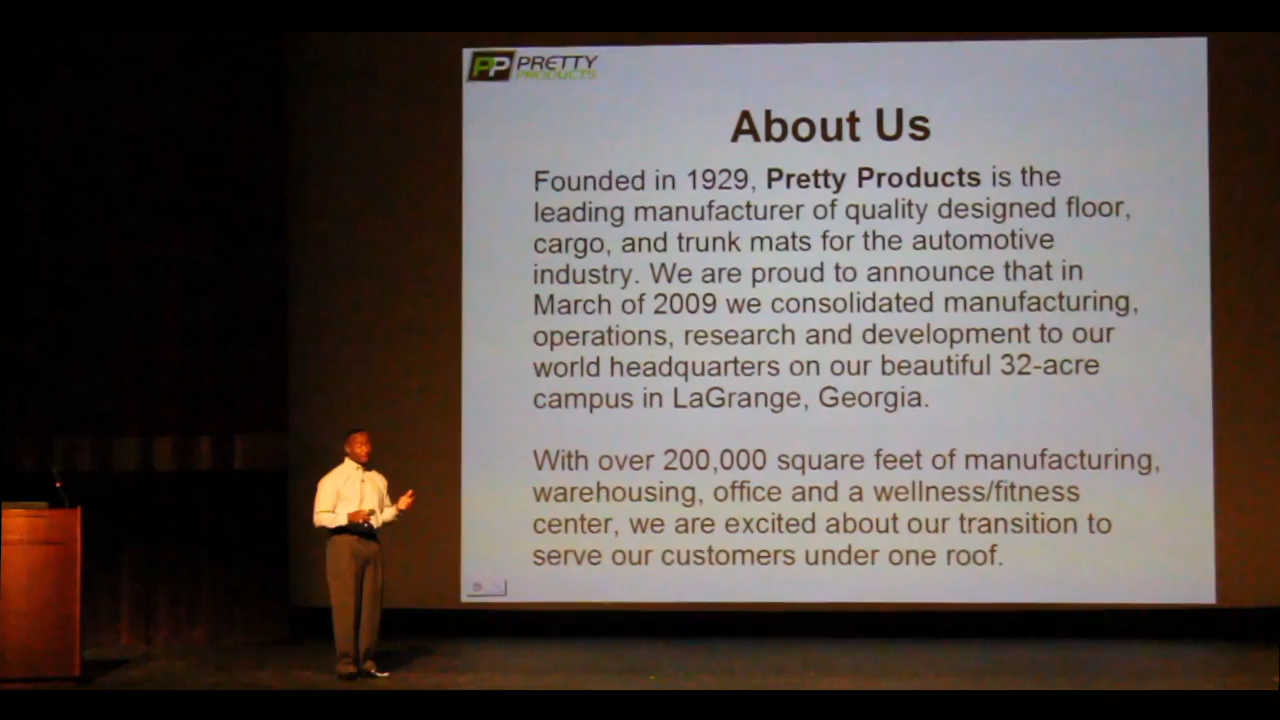 PP PRETTY
PRODUCTS
About Us
Founded in 1929, Pretty Products is the
leading manufacturer of quality designed floor,
cargo, and trunk mats for the automotive
industry. We are proud to announce that in
March of 2009 we consolidated manufacturing,
operations, research and development to our
world headquarters on our beautiful 32-acre
campus in LaGrange, Georgia.
With over 200,000 square feet of manufacturing,
warehousing, office and a wellness/fitness
center, we are excited about our transition to
serve our customers under one roof.